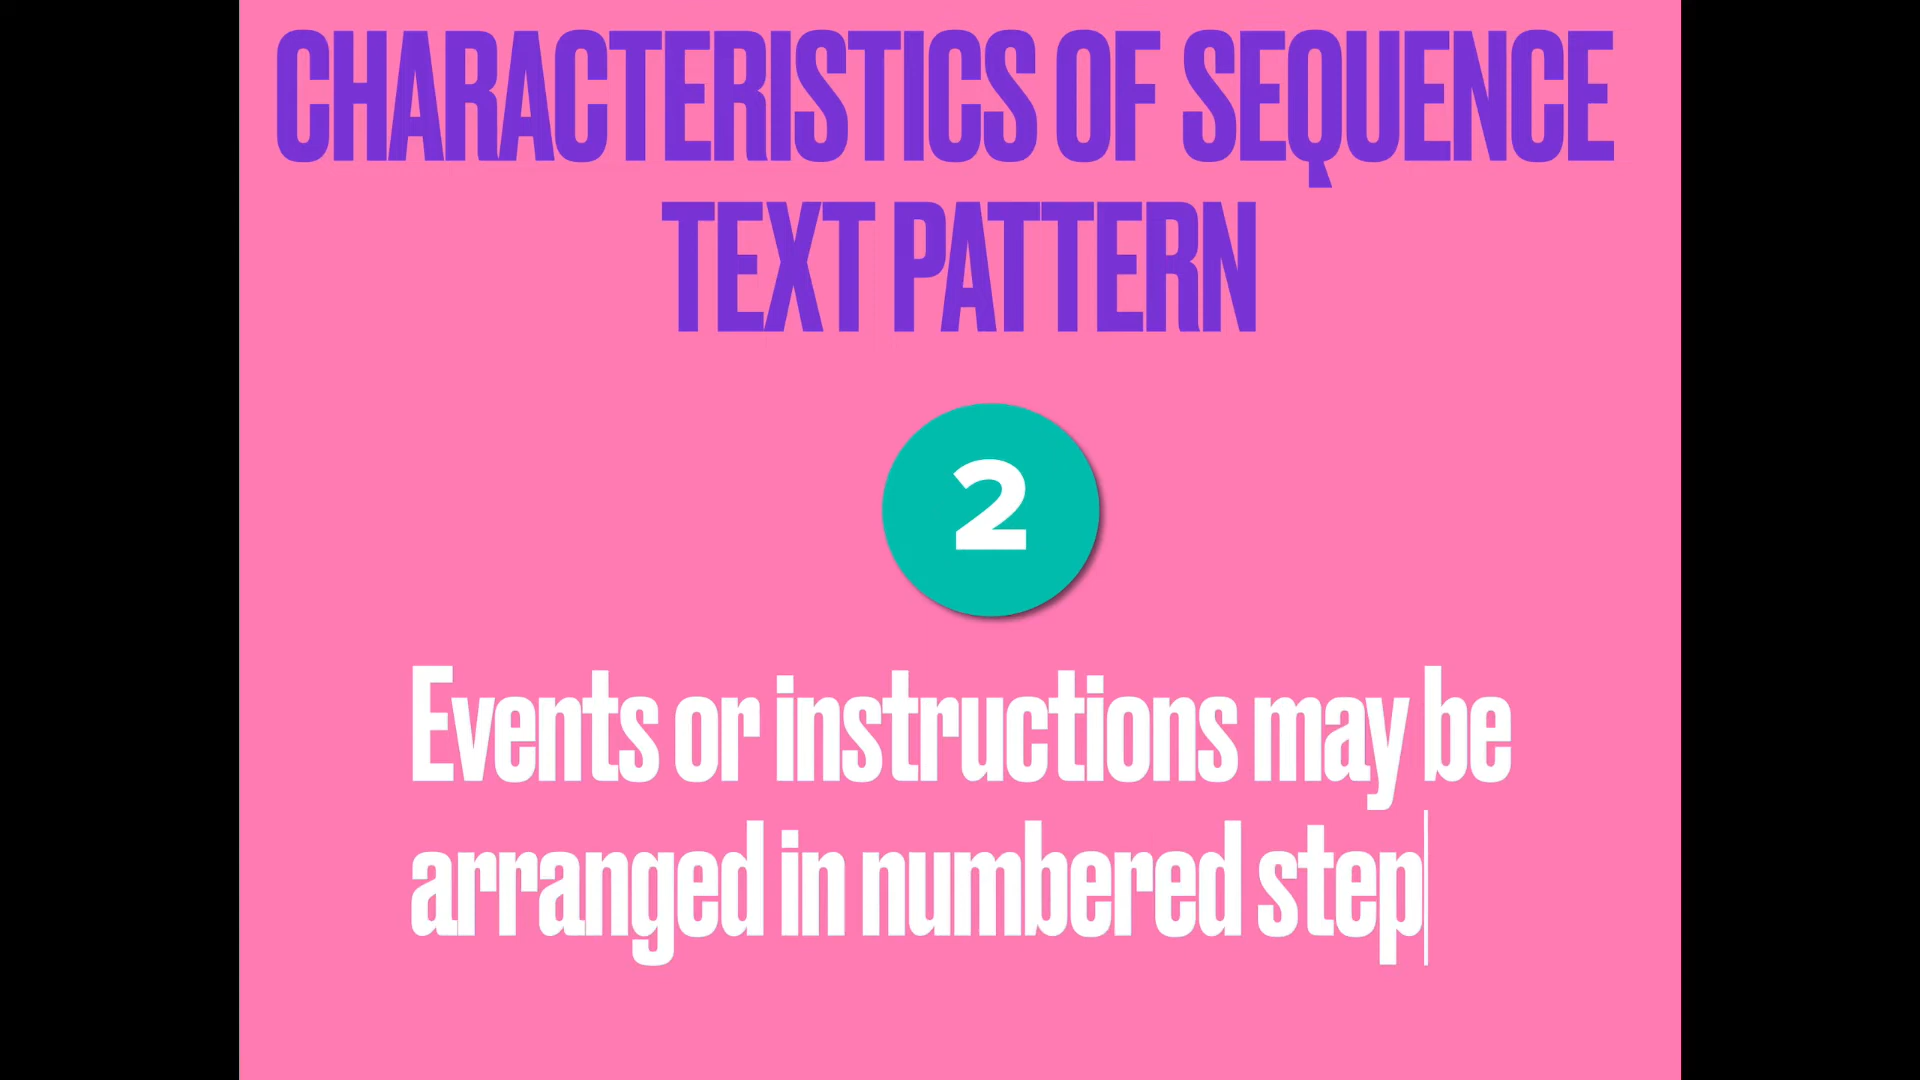 CHARACTERISTICS OF SEQUENCE
TEXT PATTERN
2
Events or instructions may be
arranged in numbered step